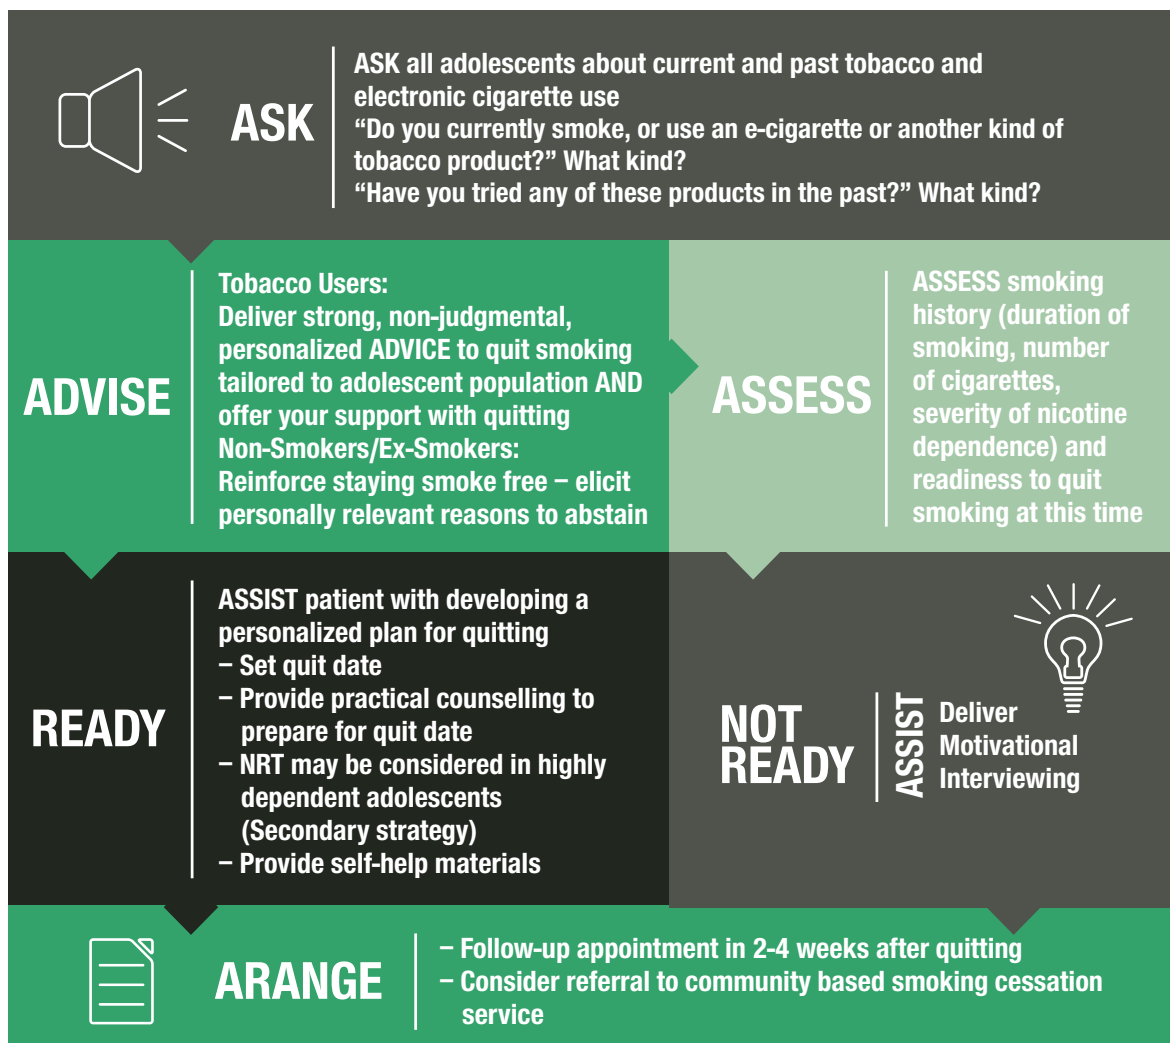 ASK
ASK all adolescents about current and past tobacco and
electronic cigarette use
“Do you currently smoke, or use an e-cigarette or another kind of
tobacco product?” What kind?
“Have you tried any of these products in the past?” What kind?
ADVISE
Tobacco Users:
Deliver strong, non-judgmental,
personalized ADVICE to quit smoking
tailored to adolescent population AND
offer your support with quitting
Non-Smokers/Ex-Smokers:
Reinforce staying smoke free – elicit
personally relevant reasons to abstain
ASSESS
ASSESS smoking
history (duration of
smoking, number
of cigarettes,
severity of nicotine
dependence) and
readiness to quit
smoking at this time
READY
ASSIST patient with developing a
personalized plan for quitting
– Set quit date
– Provide practical counselling to
prepare for quit date
– NRT may be considered in highly
dependent adolescents
(Secondary strategy)
– Provide self-help materials
NOT
READY
ASSIST
Deliver
Motivational
Interviewing
ARANGE
– Follow-up appointment in 2-4 weeks after quitting
– Consider referral to community based smoking cessation
service